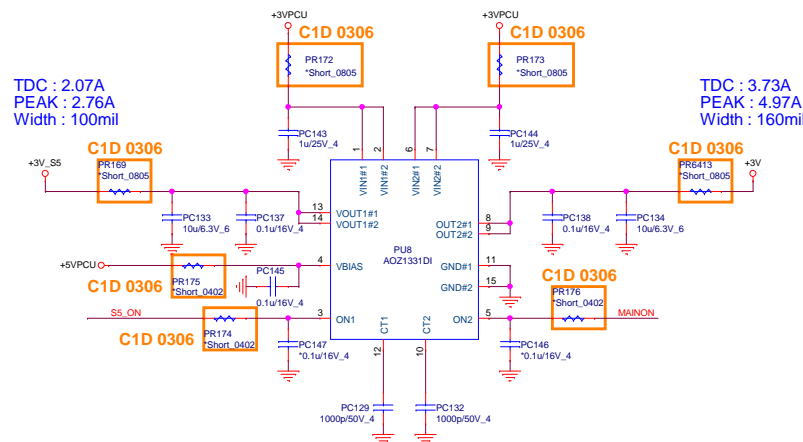 +3VPCU
+3VPCU
C1D 0306
C1D 0306
PR172
*Short_0805
PR173
*Short_0805
TDC : 2.07A
PEAK : 2.76A
Width : 100mil
TDC : 3.73A
PEAK : 4.97A
Width : 160mil
PC143
1u/25V_4
PC144
1u/25V_4
1
2
6
7
VIN1#1
VIN1#2
VIN2#1
VIN2#2
C1D 0306
C1D 0306
+3V_S5
PR169
*Short_0805
PR6413
*Short_0805
+3V
13
14
VOUT1#1
VOUT1#2
8
9
OUT2#1
OUT2#2
PC133
10u/6.3V_6
PC137
0.1u/16V_4
PC138
0.1u/16V_4
PC134
10u/6.3V_6
PU8
AOZ1331DI
+5VPCU
PR175
*Short_0402
C1D 0306
PC145
0.1u/16V_4
4
VBIAS
11
GND#1
15
GND#2
C1D 0306
PR176
*Short_0402
S5_ON
PR174
*Short_0402
C1D 0306
3
ON1
5
ON2
MAINON
CT1
CT2
12
10
PC147
*0.1u/16V_4
PC146
*0.1u/16V_4
PC129
1000p/50V_4
PC132
1000p/50V_4